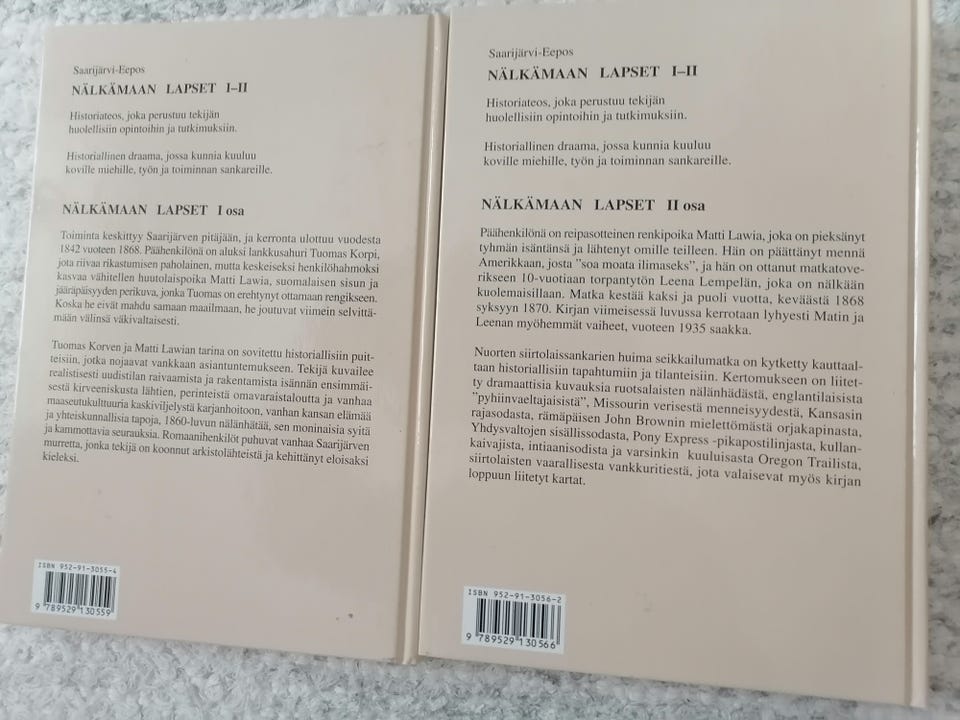 Saarijärvi-Eepos
NÄLKÄMAAN LAPSET I–II
Historiateos, joka perustuu tekijän
huolellisiin opintoihin ja tutkimuksiin.
Historiallinen draama, jossa kunnia kuuluu
koville miehille, työn ja toiminnan sankareille.
NÄLKÄMAAN LAPSET I osa
Toiminta keskittyy Saarijärven pitäjään, ja kerronta ulottuu vuodesta
1842 vuoteen 1868. Päähenkilönä on aluksi lankkusahuri Tuomas Korpi,
jota riivaa rikastumisen paholainen, mutta keskeiseksi henkilöhahmoksi
kasvaa vähitellen huutolaispoika Matti Lawia, suomalaisen sisun ja
jääräpäisyyden perikuva, jonka Tuomas on erehtynyt ottamaan rengikseen.
Koska he eivät mahdu samaan maailmaan, he joutuvat viimein selvittä-
mään välinsä väkivaltaisesti.
Tuomas Korven ja Matti Lawian tarina on sovitettu historiallisiin puit-
teisiin, jotka nojaavat vankkaan asiantuntemukseen. Tekijä kuvailee
realistisesti uudistilan raivaamista ja rakentamista isännän ensimmäi-
sestä kirveeniskusta lähtien, perinteistä omavaraistaloutta ja vanhaa
maaseutukulttuuria kaskiviljelystä karjanhoitoon, vanhan kansan elämää
ja yhteiskunnallisia tapoja, 1860-luvun nälänhätää, sen moninaisia syitä
ja kammottavia seurauksia. Romaanihenkilöt puhuvat vanhaa Saarijärven
murretta, jonka tekijä on koonnut arkistolähteistä ja kehittänyt eloisaksi
kieleksi.
ISBN 952-91-3055-4
9 789529 130559
Saarijärvi-Eepos
NÄLKÄMAAN LAPSET I–II
Historiateos, joka perustuu tekijän
huolellisiin opintoihin ja tutkimuksiin.
Historiallinen draama, jossa kunnia kuuluu
koville miehille, työn ja toiminnan sankareille.
NÄLKÄMAAN LAPSET II osa
Päähenkilönä on reipasotteinen renkipoika Matti Lawia, joka on pieksänyt
tyhmän isäntänsä ja lähtenyt omille teilleen. Hän on päättänyt mennä
Amerikkaan, josta ”soa moata ilimaseks”, ja hän on ottanut matkatove-
rikseen 10-vuotiaan torpantytön Leena Lempelän, joka on nälkään
kuolemaisillaan. Matka kestää kaksi ja puoli vuotta, keväästä 1868
syksyyn 1870. Kirjan viimeisessä luvussa kerrotaan lyhyesti Matin ja
Leenan myöhemmät vaiheet, vuoteen 1935 saakka.
Nuorten siirtolaissankarien huima seikkailumatka on kytketty kauttaal-
taan historiallisiin tapahtumiin ja tilanteisiin. Kertomukseen on liitet-
ty dramaattisia kuvauksia ruotsalaisten nälänhädästä, englantilaisista
”pyhiinvaeltajaisistä”, Missourin verisestä menneisyydestä, Kansasin
rajasodasta, rämäpäisen John Brownin mielettömästä orjakapinasta,
Yhdysvaltojen sisällissodasta, Pony Express -pikapostilinjasta, kullan-
kaivajista, intiaanisodista ja varsinkin kuuluisasta Oregon Trailista,
siirtolaisten vaarallisesta vankkuritiestä, jota valaisevat myös kirjan
loppuun liitetyt kartat.
ISBN 952-91-3056-2
9 789529 130566